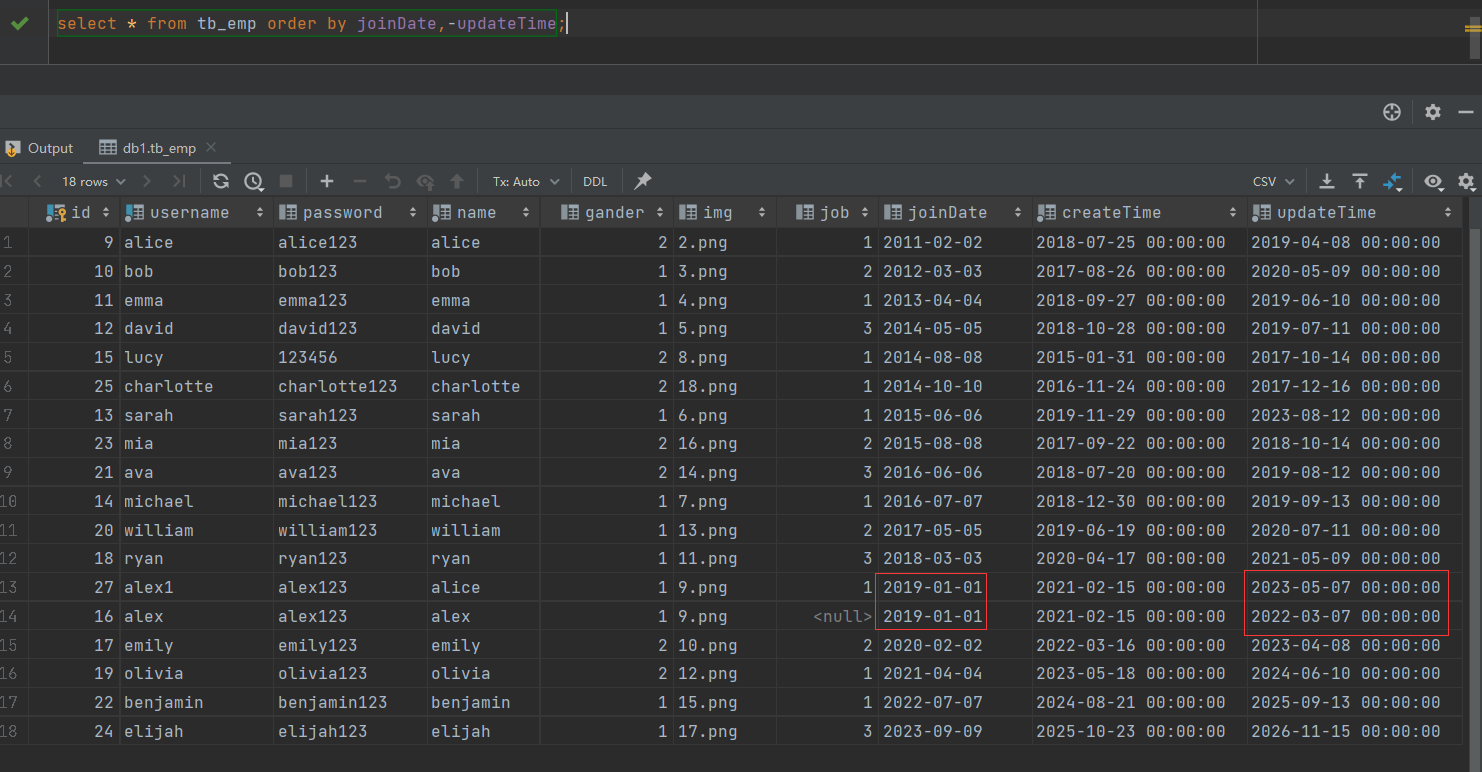 select * from tb_emp order by joinDate,-updateTime;
Output db1.tb_emp
18 rows Tx: Auto DDL CSV
id username password name gander img job joinDate createTime updateTime
1 9 alice alice123 alice 2 2.png 1 2011-02-02 2018-07-25 00:00:00 2019-04-08 00:00:00
2 10 bob bob123 bob 1 3.png 2 2012-03-03 2017-08-26 00:00:00 2020-05-09 00:00:00
3 11 emma emma123 emma 1 4.png 1 2013-04-04 2018-09-27 00:00:00 2019-06-10 00:00:00
4 12 david david123 david 1 5.png 3 2014-05-05 2018-10-28 00:00:00 2019-07-11 00:00:00
5 15 lucy 123456 lucy 2 8.png 1 2014-08-08 2015-01-31 00:00:00 2017-10-14 00:00:00
6 25 charlotte charlotte123 charlotte 2 18.png 1 2014-10-10 2016-11-24 00:00:00 2017-12-16 00:00:00
7 13 sarah sarah123 sarah 1 6.png 1 2015-06-06 2019-11-29 00:00:00 2023-08-12 00:00:00
8 23 mia mia123 mia 2 16.png 2 2015-08-08 2017-09-22 00:00:00 2018-10-14 00:00:00
9 21 ava ava123 ava 2 14.png 3 2016-06-06 2018-07-20 00:00:00 2019-08-12 00:00:00
10 14 michael michael123 michael 1 7.png 1 2016-07-07 2018-12-30 00:00:00 2019-09-13 00:00:00
11 20 william william123 william 1 13.png 2 2017-05-05 2019-06-19 00:00:00 2020-07-11 00:00:00
12 18 ryan ryan123 ryan 1 11.png 3 2018-03-03 2020-04-17 00:00:00 2021-05-09 00:00:00
13 27 alex1 alex123 alice 1 9.png 1 2019-01-01 2021-02-15 00:00:00 2023-05-07 00:00:00
14 16 alex alex123 alex 1 9.png <null> 2019-01-01 2021-02-15 00:00:00 2022-03-07 00:00:00
15 17 emily emily123 emily 2 10.png 2 2020-02-02 2022-03-16 00:00:00 2023-04-08 00:00:00
16 19 olivia olivia123 olivia 2 12.png 1 2021-04-04 2023-05-18 00:00:00 2024-06-10 00:00:00
17 22 benjamin benjamin123 benjamin 1 15.png 1 2022-07-07 2024-08-21 00:00:00 2025-09-13 00:00:00
18 24 elijah elijah123 elijah 1 17.png 3 2023-09-09 2025-10-23 00:00:00 2026-11-15 00:00:00